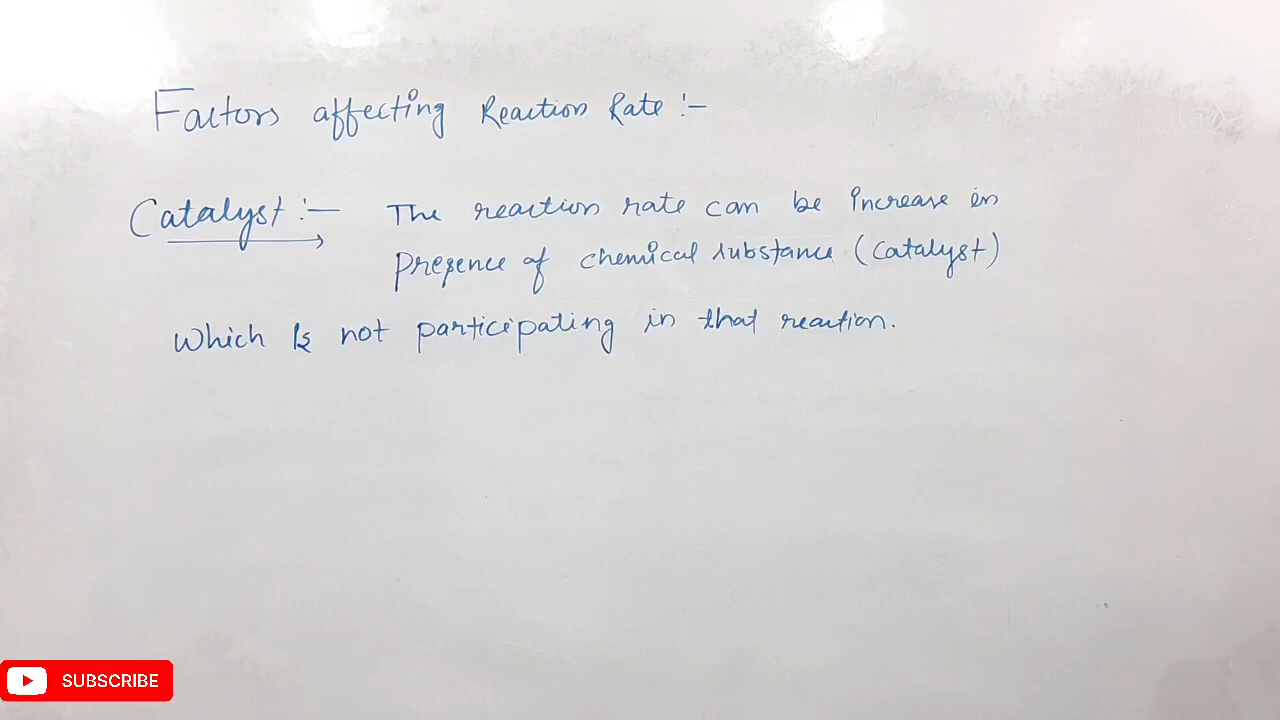 Factors affecting Reaction Rate :-
Catalyst :- The reaction rate can be increase in
presence of chemical substance (catalyst)
Which is not participating in that reaction.
SUBSCRIBE